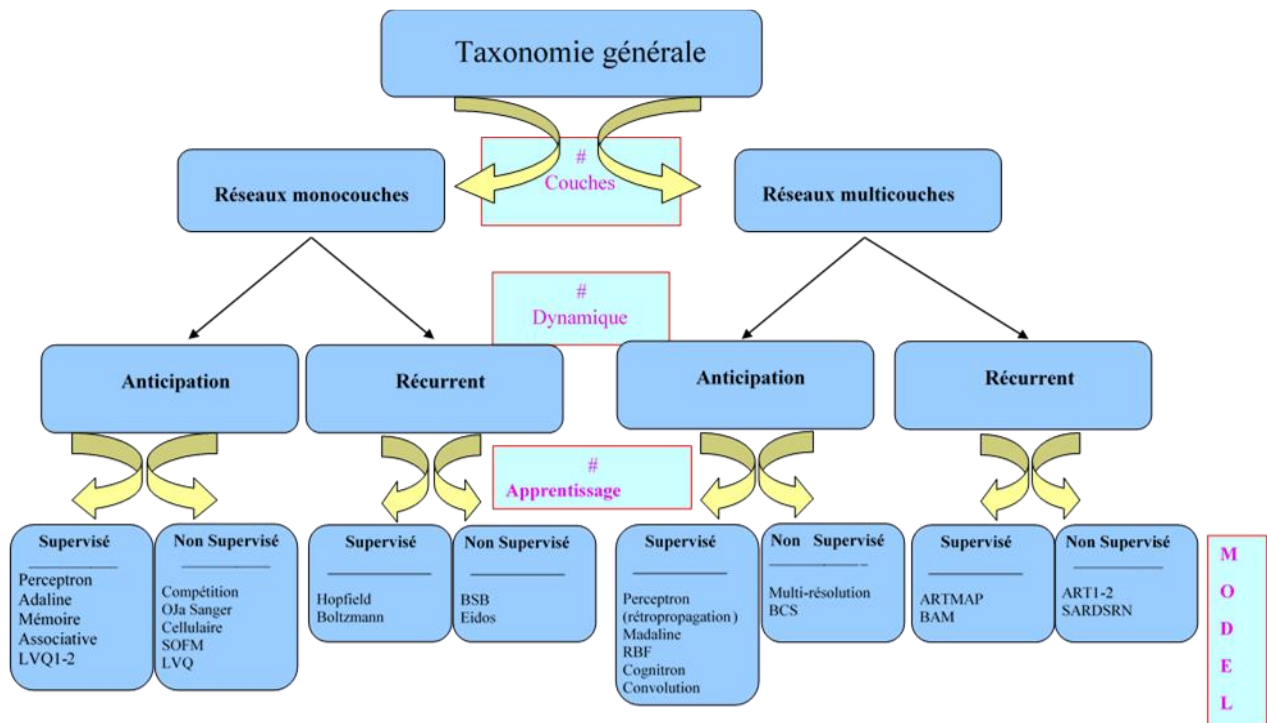 Taxonomie générale
#
Couches
Réseaux monocouches
Réseaux multicouches
#
Dynamique
Anticipation
Récurrent
Anticipation
Récurrent
#
Apprentissage
Supervisé
Perceptron
Adaline
Mémoire
Associative
LVQ1-2
Non Supervisé
Compétition
OJa Sanger
Cellulaire
SOFM
LVQ
Supervisé
Hopfield
Boltzmann
Non Supervisé
BSB
Eidos
Supervisé
Perceptron
(rétropropagation )
Madaline
RBF
Cognitron
Convolution
Non Supervisé
Multi-résolution
BCS
Supervisé
ARTMAP
BAM
Non Supervisé
ART1-2
SARDSRN
M
O
D
E
L